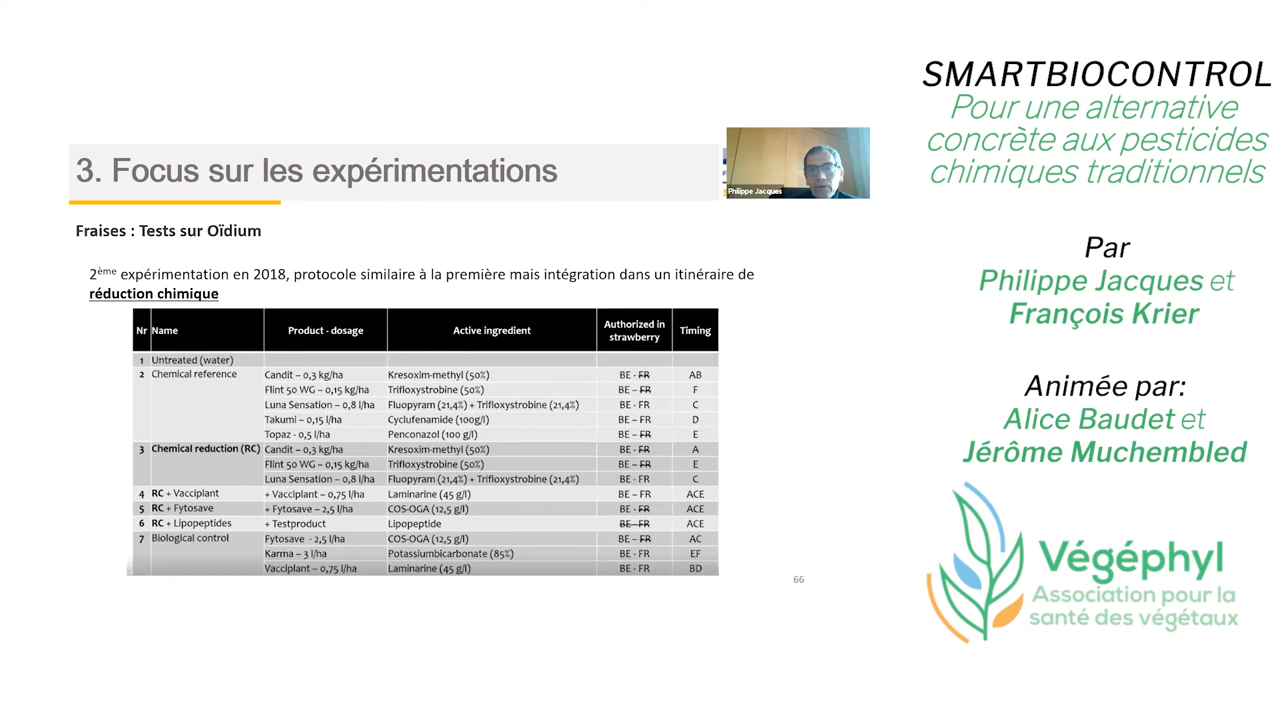 3. Focus sur les expérimentations
Philippe Jacques
Fraises : Tests sur Oïdium
2ème expérimentation en 2018, protocole similaire à la première mais intégration dans un itinéraire de
réduction chimique
Nr Name Product - dosage Active ingredient Authorized in strawberry Timing
1 Untreated (water)
2 Chemical reference Candit – 0,3 kg/ha Kresoxim-methyl (50%) BE - FR AB
Flint 50 WG – 0,15 kg/ha Trifloxystrobine (50%) BE – FR F
Luna Sensation – 0,8 l/ha Fluopyram (21,4%) + Trifloxystrobine (21,4%) BE - FR C
Takumi – 0,15 l/ha Cyclufenamide (100g/l) BE – FR D
Topaz - 0,5 l/ha Penconazol (100 g/l) BE – FR E
3 Chemical reduction (RC) Candit – 0,3 kg/ha Kresoxim-methyl (50%) BE - FR A
Flint 50 WG – 0,15 kg/ha Trifloxystrobine (50%) BE – FR E
Luna Sensation – 0,8 l/ha Fluopyram (21,4%) + Trifloxystrobine (21,4%) BE - FR C
4 RC + Vacciplant + Vacciplant – 0,75 l/ha Laminarine (45 g/l) BE – FR ACE
5 RC + Fytosave + Fytosave – 2,5 l/ha COS-OGA (12,5 g/l) BE – FR ACE
6 RC + Lipopeptides + Testproduct Lipopeptide BE – FR ACE
7 Biological control Fytosave - 2,5 l/ha COS-OGA (12,5 g/l) BE – FR AC
Karma – 3 l/ha Potassiumbicarbonate (85%) BE - FR EF
Vacciplant – 0,75 l/ha Laminarine (45 g/l) BE - FR BD
66
SMARTBIOCONTROL
Pour une alternative
concrète aux pesticides
chimiques traditionnels
Par
Philippe Jacques et
François Krier
Animée par:
Alice Baudet et
Jérôme Muchembled
Végéphyl
Association pour la
santé des végétaux